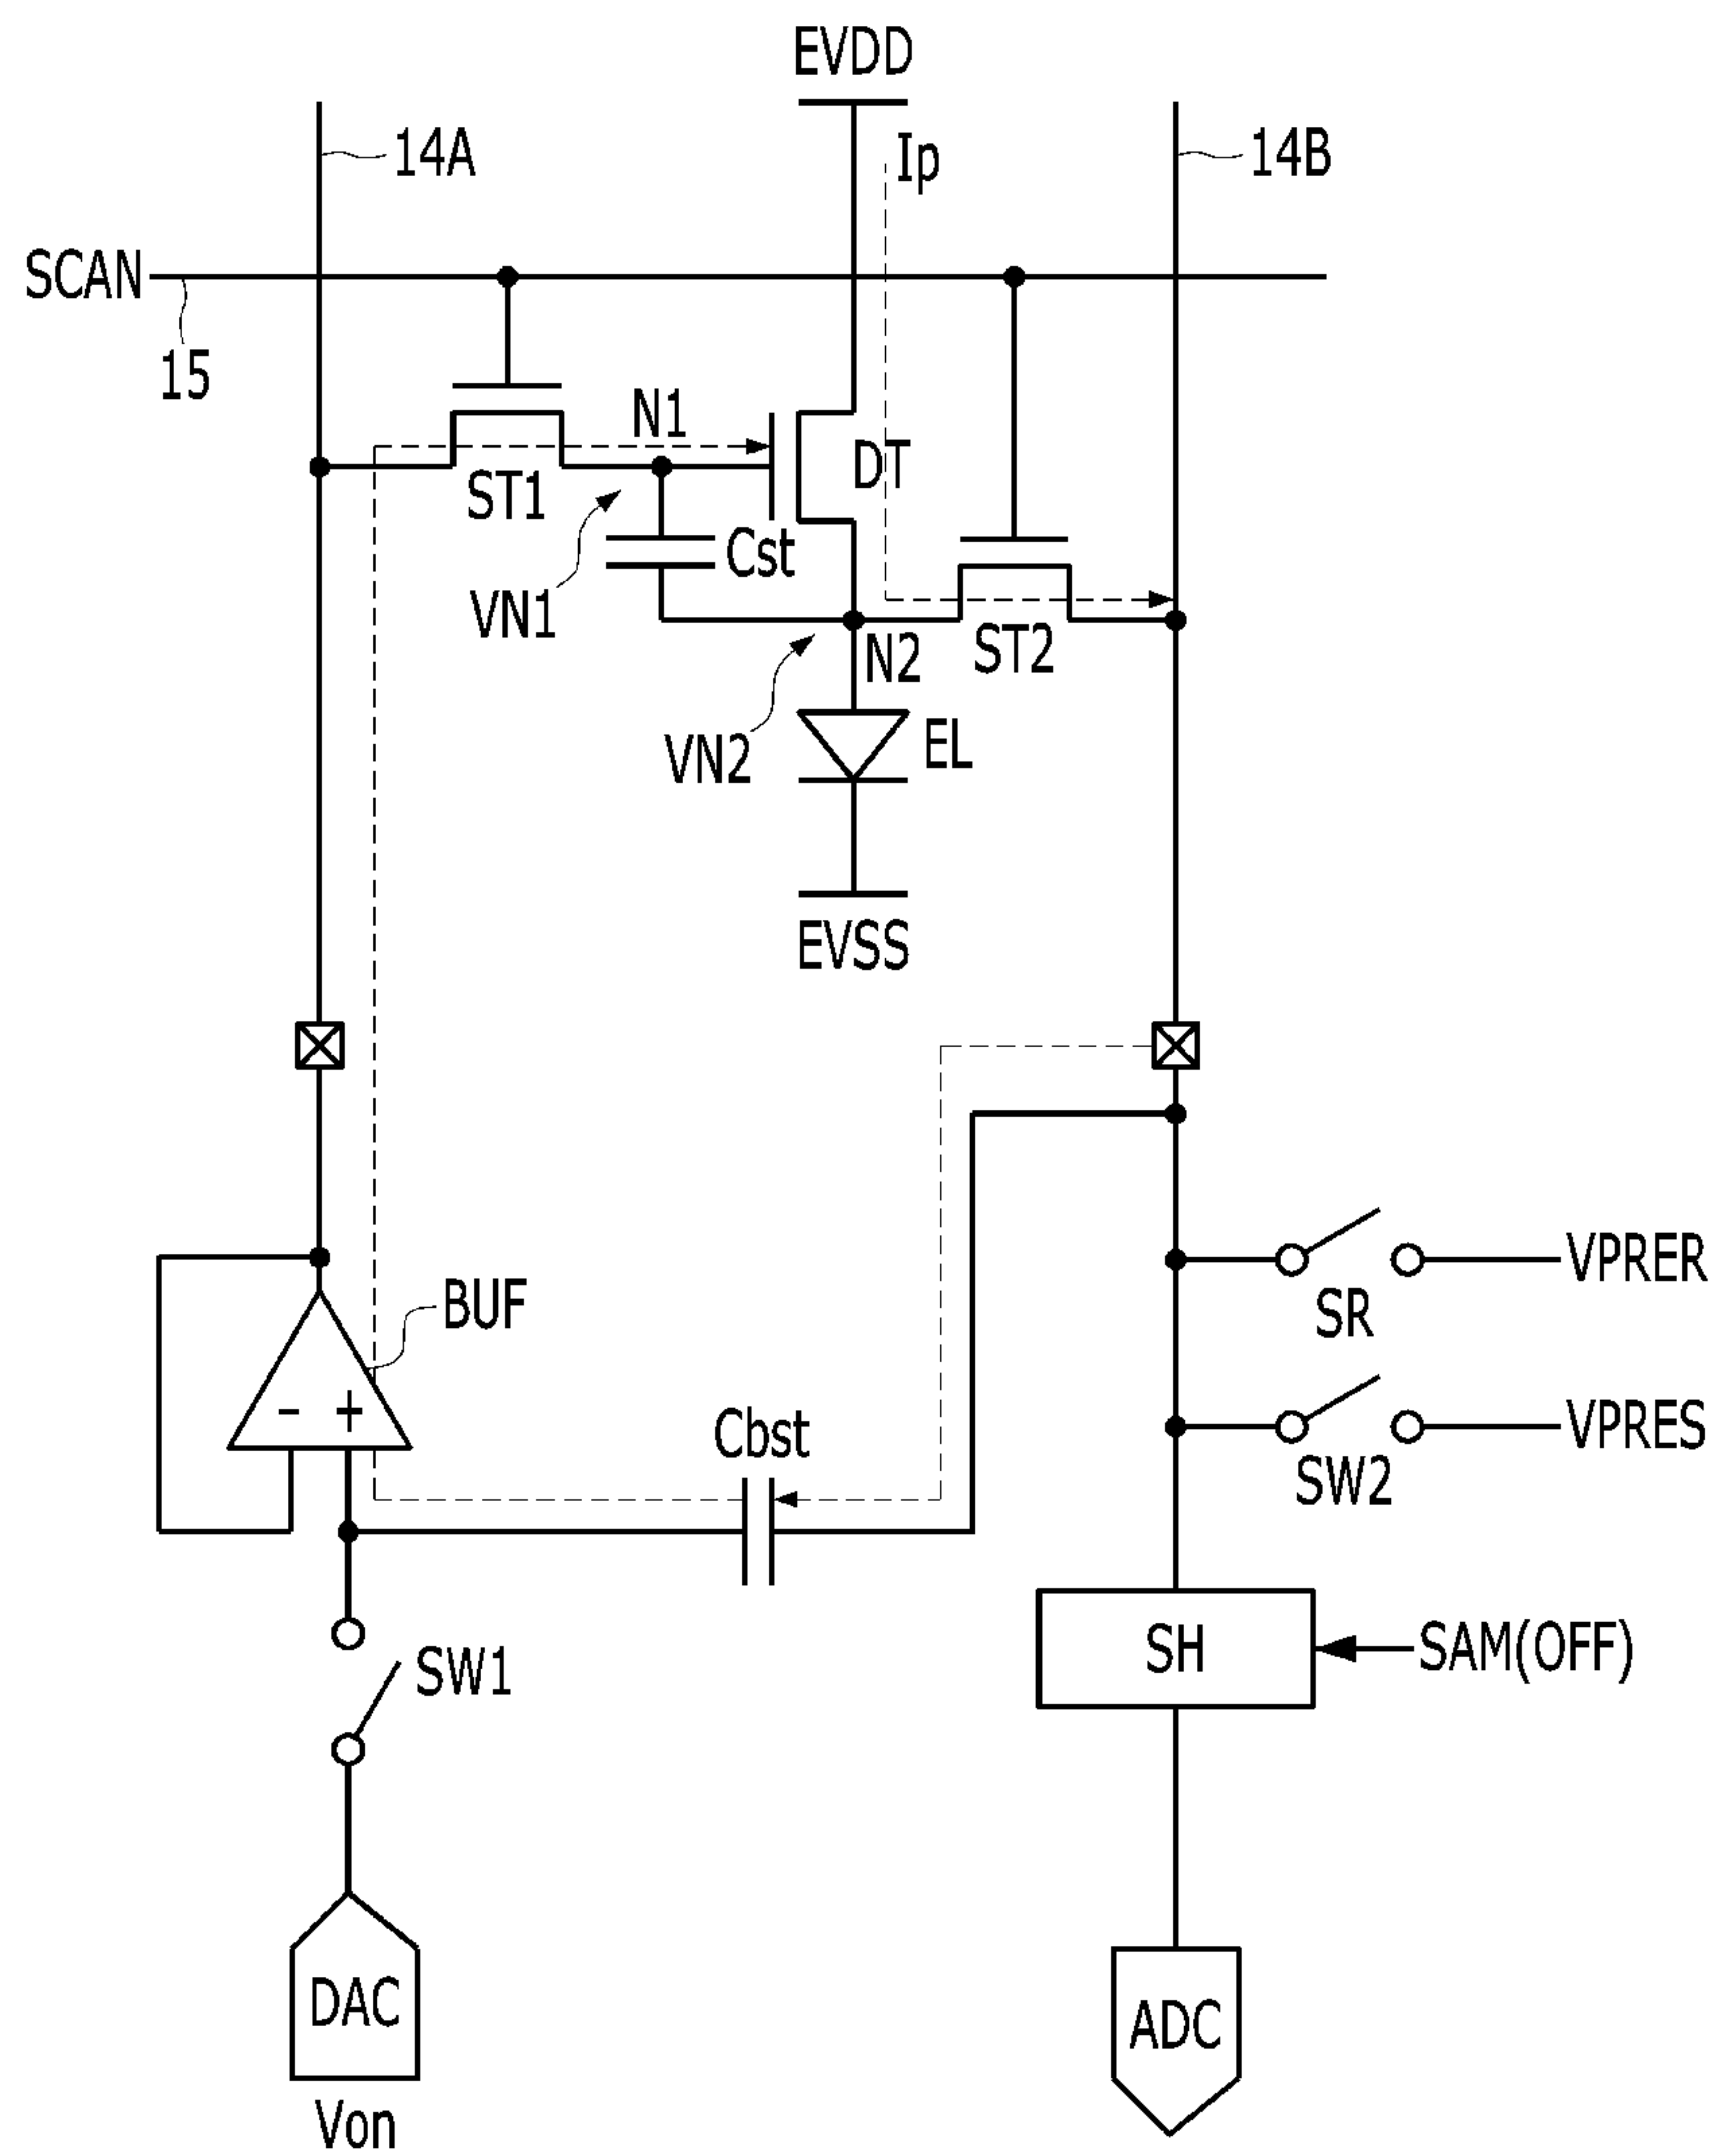 EVDD
14A
Ip
14B
SCAN
15
N1
DT
ST1
Cst
VN1
N2
ST2
VN2
EL
EVSS
BUF
VPRER
SR
- +
Cbst
VPRES
SW2
SH
SAM(OFF)
SW1
DAC
ADC
Von